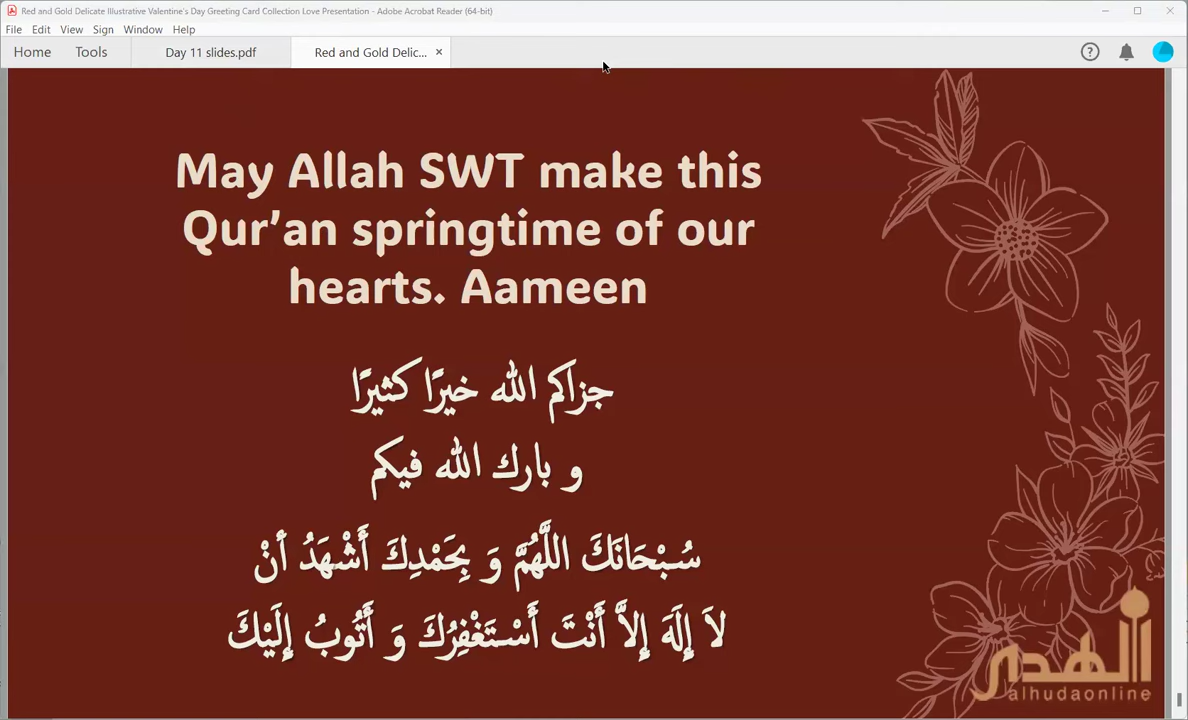 Red and Gold Delicate Illustrative Valentine's Day Greeting Card Collection Love Presentation - Adobe Acrobat Reader (64-bit)
File Edit View Sign Window Help
Home Tools Day 11 slides.pdf Red and Gold Delic... ×
May Allah SWT make this
Qur'an springtime of our
hearts. Aameen
جزاكم الله خيرًا كثيرًا
و بارك الله فيكم
سُبْحَانَكَ اللَّهُمَّ وَ بِحَمْدِكَ أَشْهَدُ أنْ
لاَ إِلَهَ إِلاَّ أَنْتَ أَسْتَغْفِرُكَ وَ أَتُوبُ إِلَيْكَ
الهدى
alhudaonline